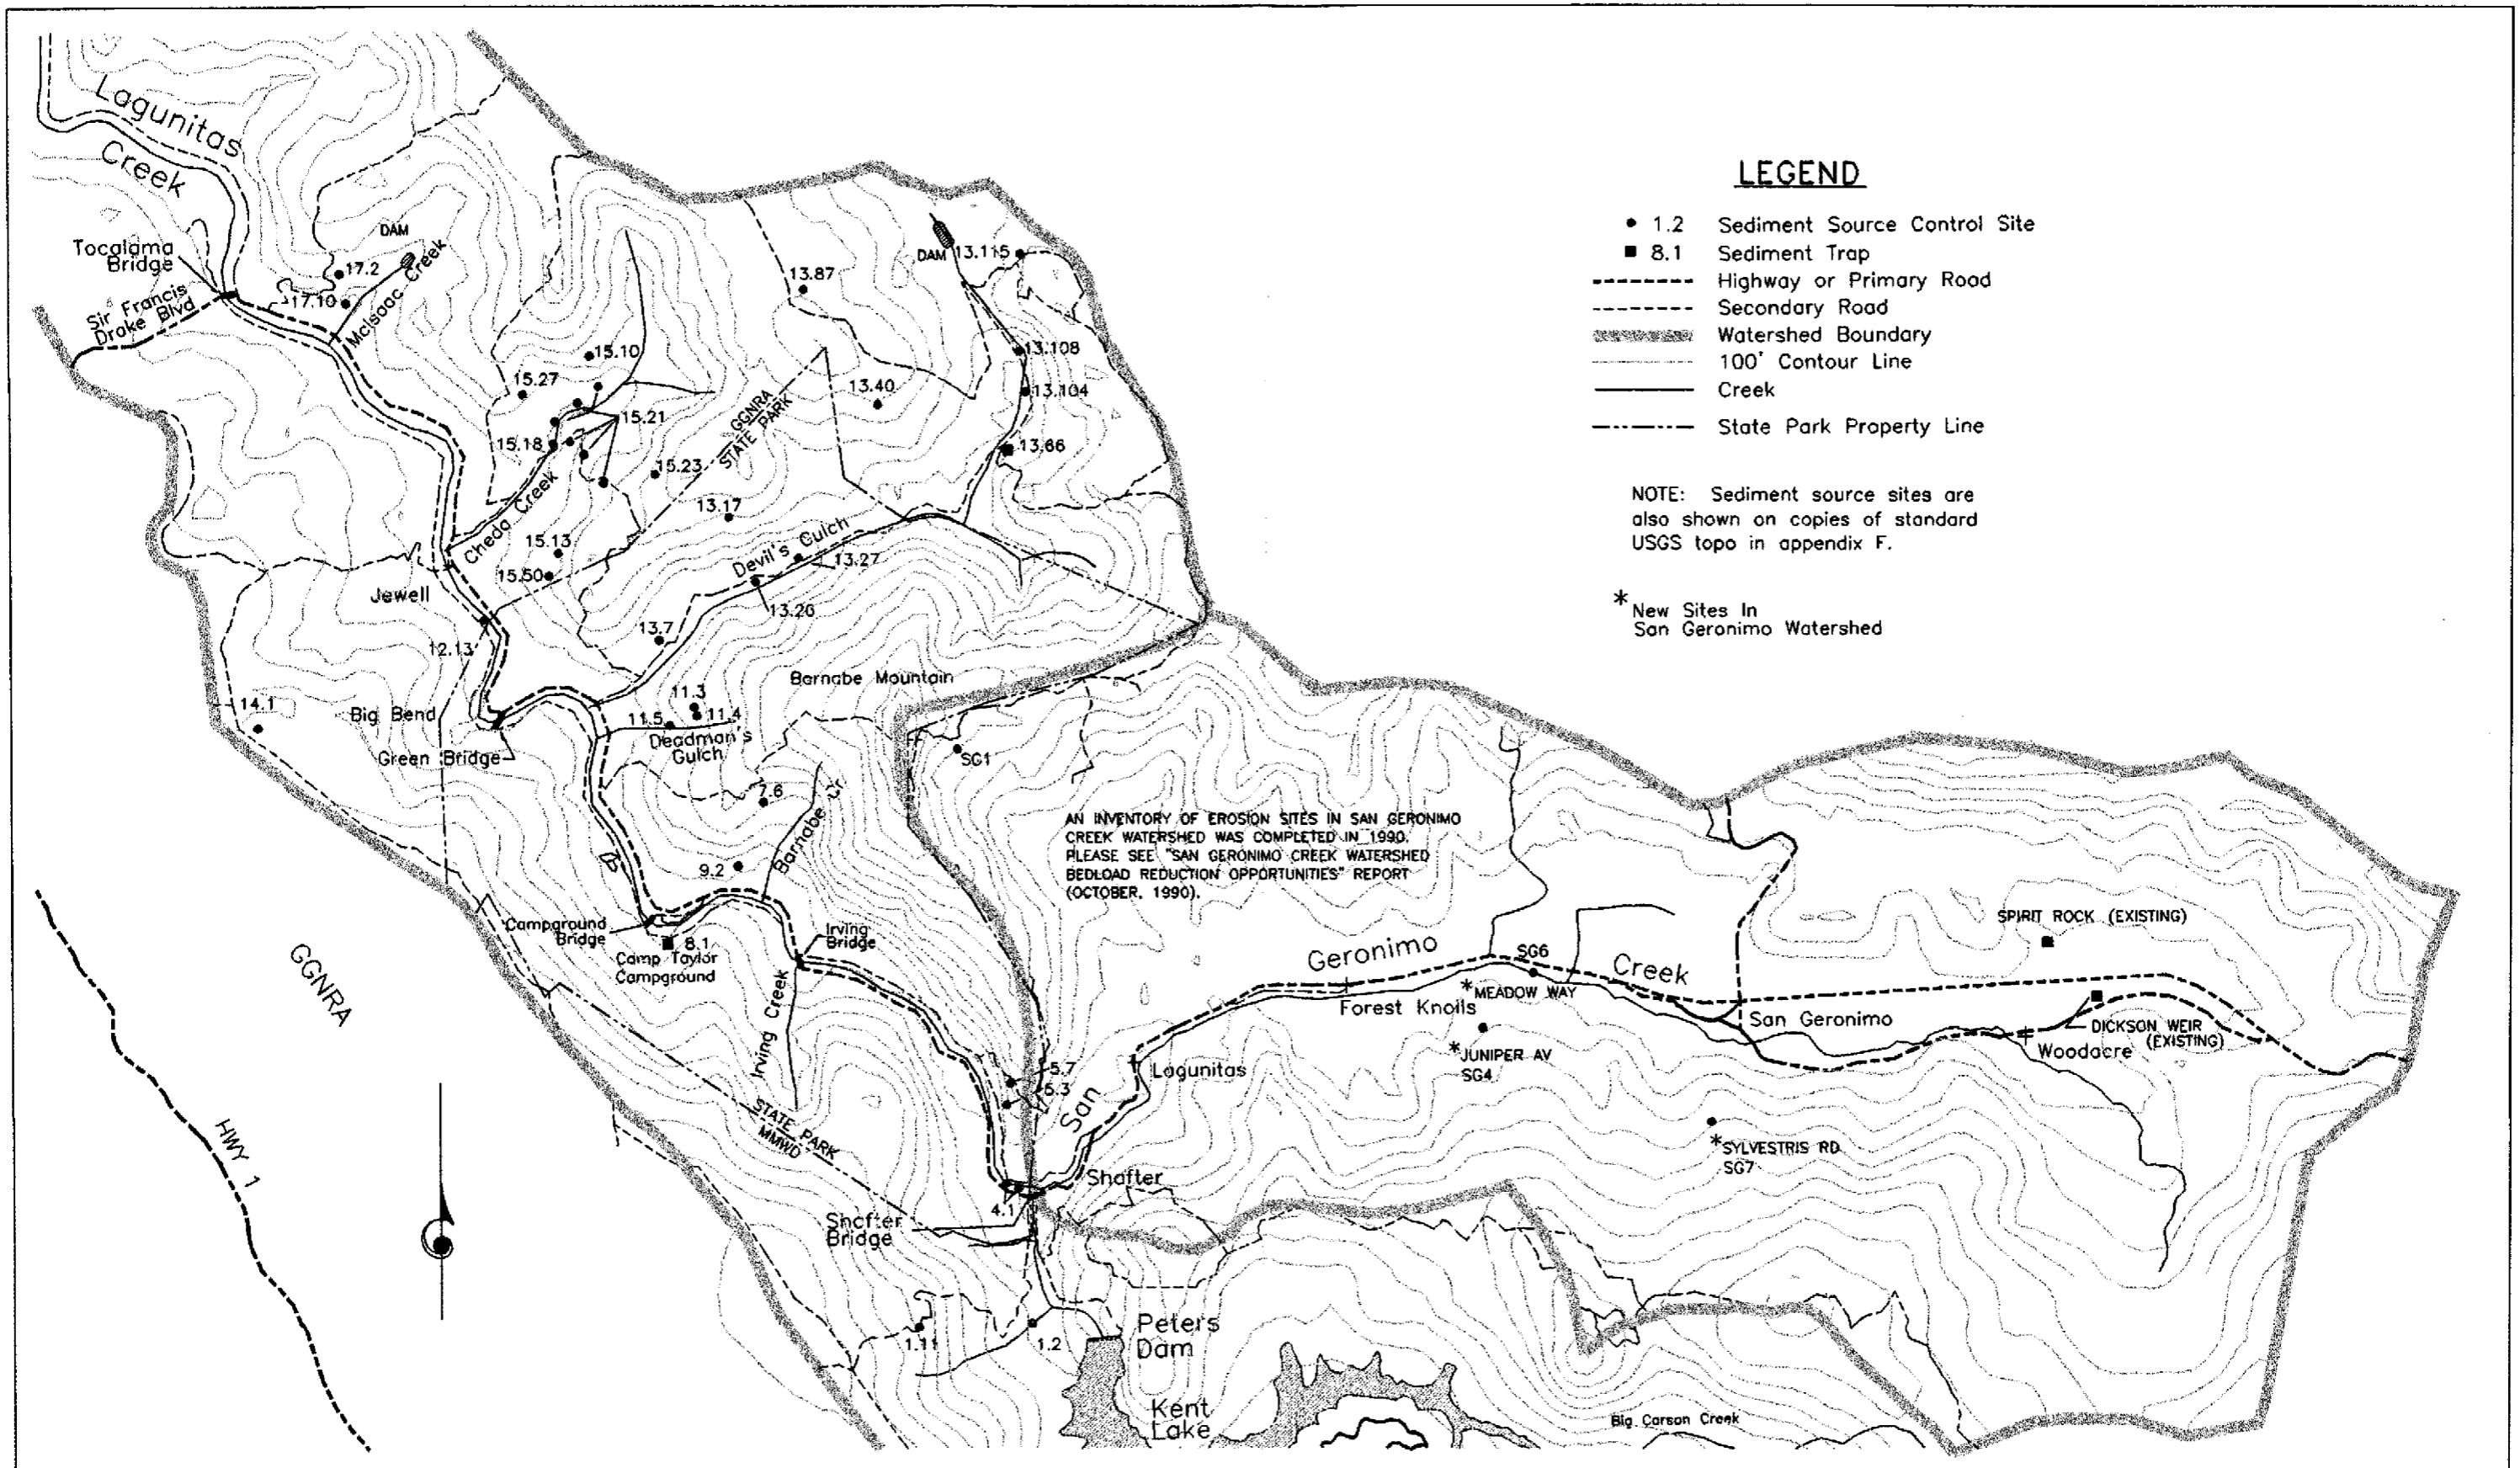 Lagunitas
Creek
Tocalama
Bridge
Sir Francis
Drake Blvd
DAM
McIsaac Creek
17.2
17.10
15.10
15.27
15.21
15.18
15.23
Cheda Creek
15.13
15.50
GGNRA
STATE PARK
13.87
DAM
13.115
13.108
13.40
13.104
13.66
13.17
Devil's Gulch
13.27
13.26
13.7
Jewell
12.13
14.1
Big Bend
Green Bridge
11.3
11.4
11.5
Deadman's
Gulch
Barnabe Mountain
SG1
7.6
Barnabe Cr.
9.2
Campground
Bridge
8.1
Camp Taylor
Campground
Irving
Bridge
Irving Creek
GGNRA
HWY 1
STATE PARK
MMWD
5.7
5.3
San
Geronimo
Creek
Lagunitas
Shafter
4.1
Shafter
Bridge
1.11
1.2
Peters
Dam
Kent
Lake
Big Carson Creek
AN INVENTORY OF EROSION SITES IN SAN GERONIMO
CREEK WATERSHED WAS COMPLETED IN 1990.
PLEASE SEE "SAN GERONIMO CREEK WATERSHED
BEDLOAD REDUCTION OPPORTUNITIES" REPORT
(OCTOBER, 1990).
SG6
*MEADOW WAY
Forest Knolls
*JUNIPER AV
SG4
San Geronimo
*SYLVESTRIS RD
SG7
SPIRIT ROCK (EXISTING)
DICKSON WEIR
(EXISTING)
Woodacre
LEGEND
1.2 Sediment Source Control Site
8.1 Sediment Trap
Highway or Primary Road
Secondary Road
Watershed Boundary
100' Contour Line
Creek
State Park Property Line
NOTE: Sediment source sites are
also shown on copies of standard
USGS topo in appendix F.
* New Sites In
San Geronimo Watershed